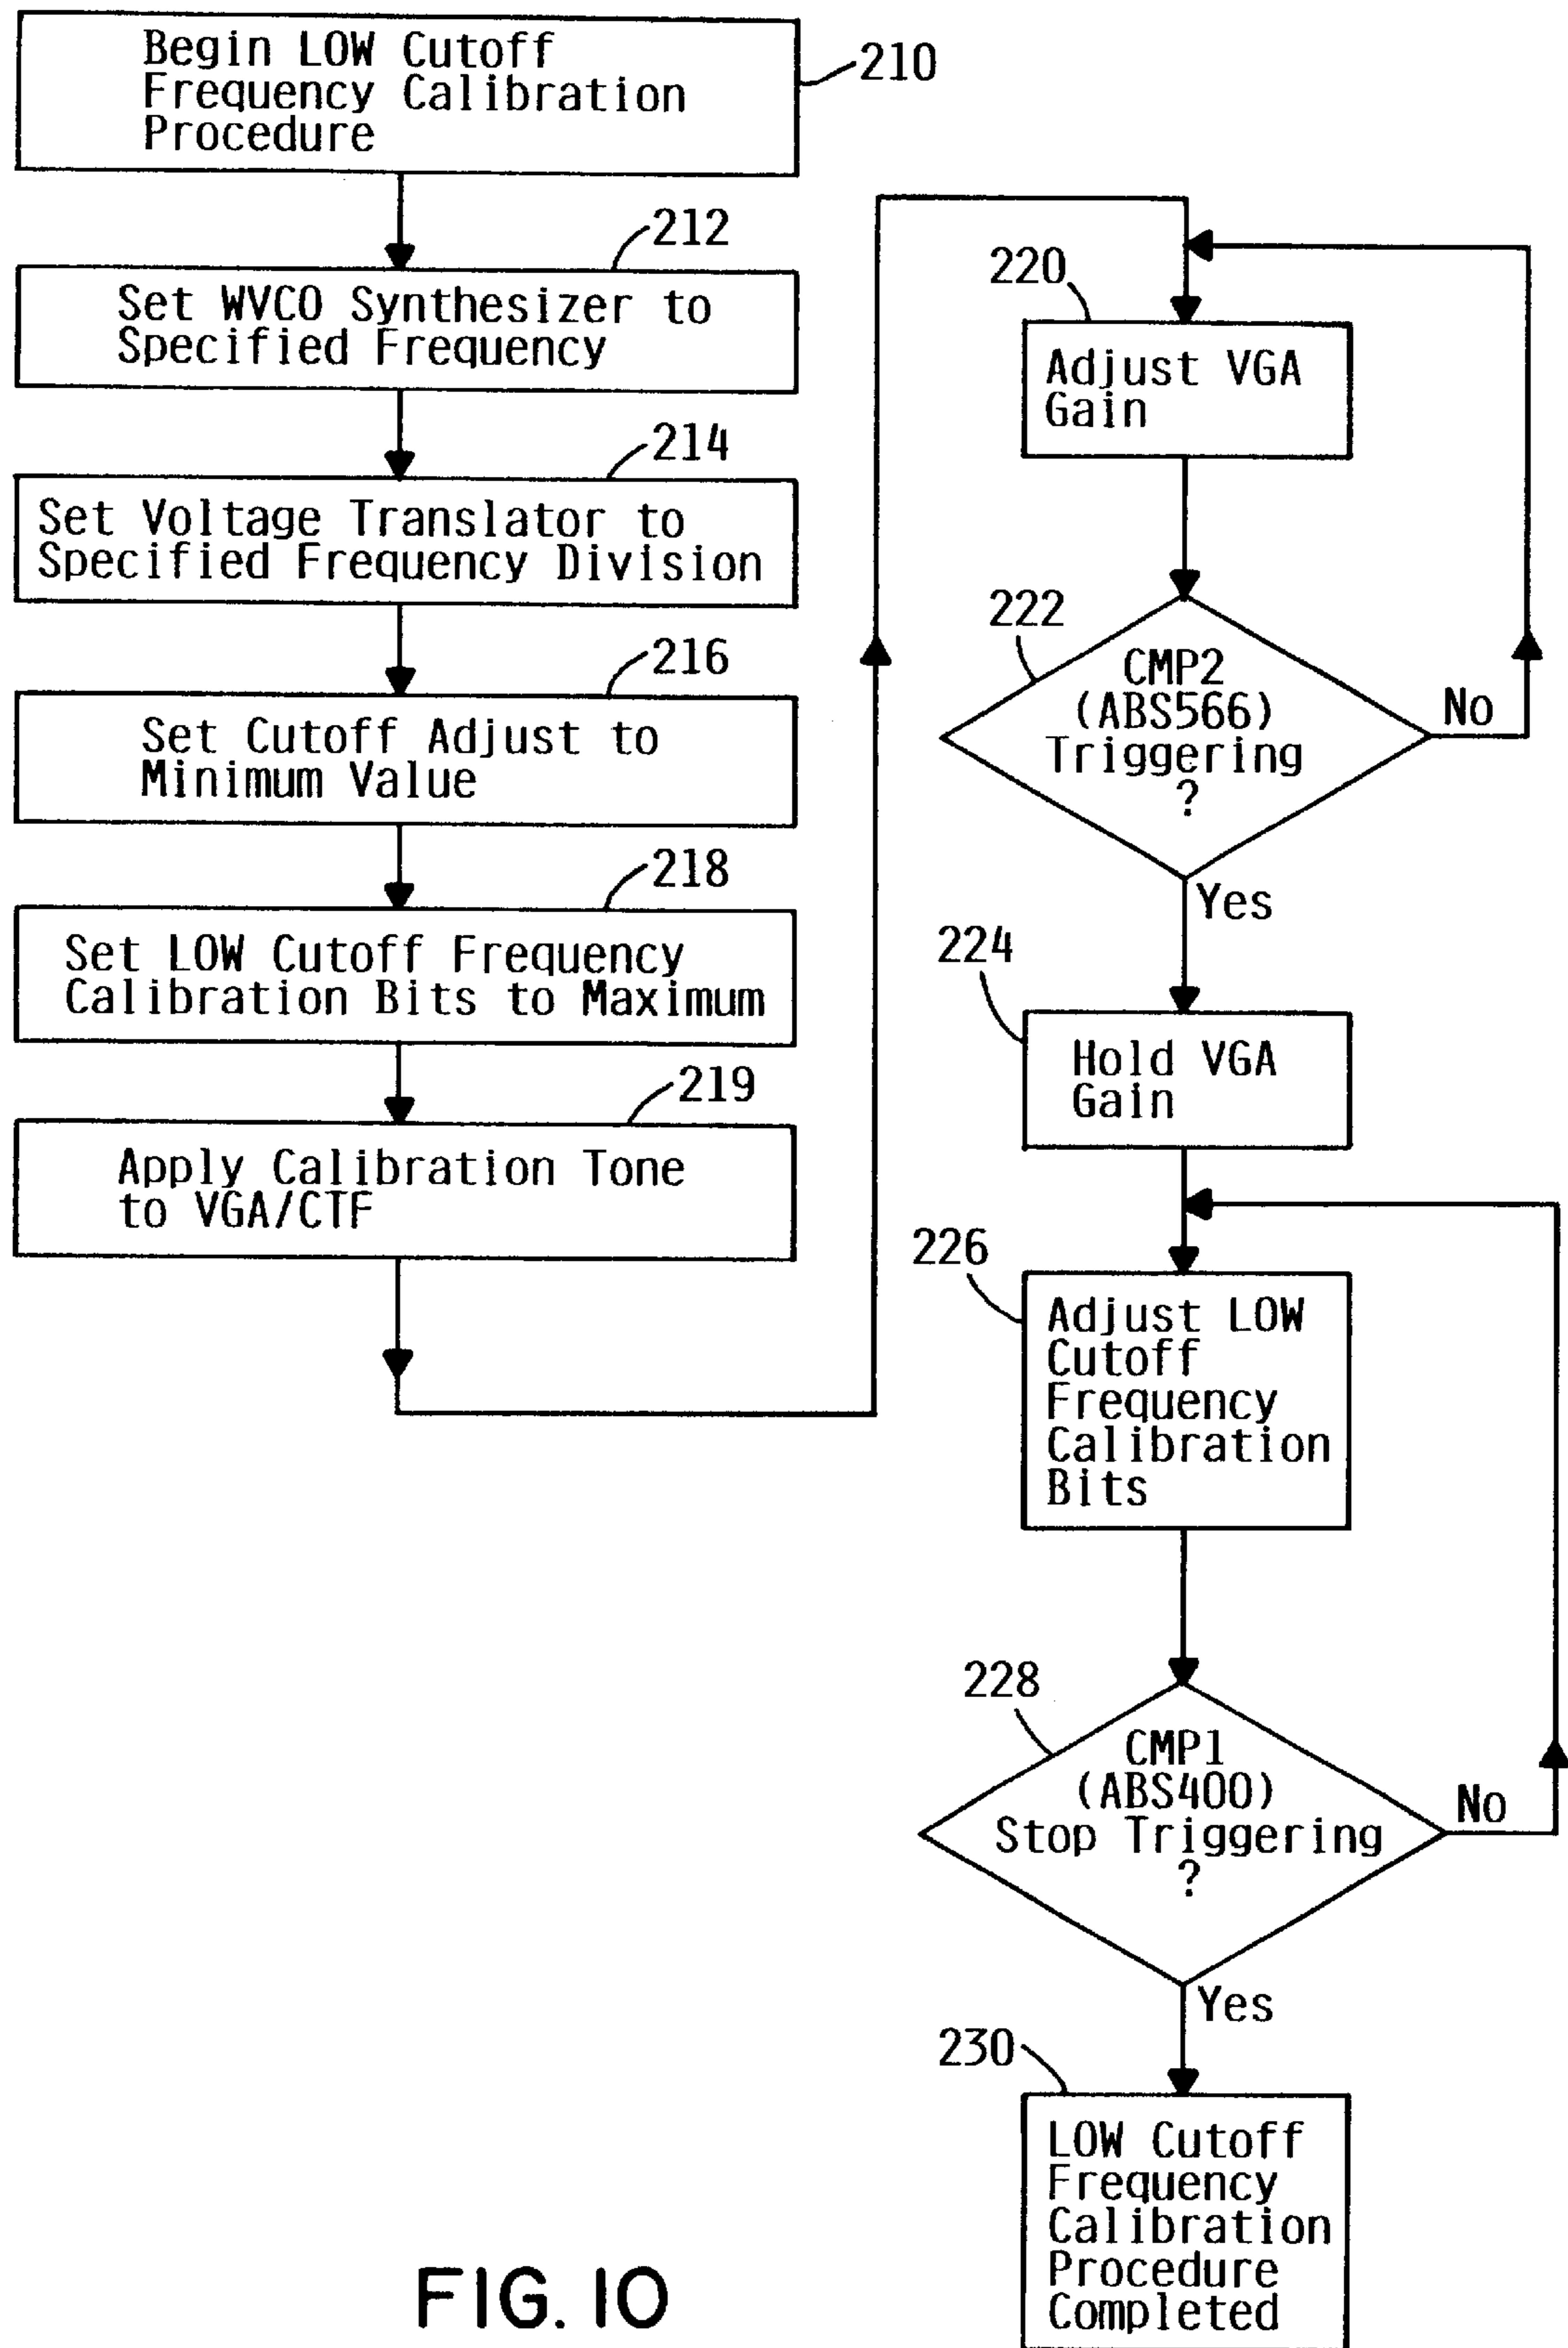 Begin LOW Cutoff
Frequency Calibration
Procedure
210
212
Set WVCO Synthesizer to
Specified Frequency
214
Set Voltage Translator to
Specified Frequency Division
216
Set Cutoff Adjust to
Minimum Value
218
Set LOW Cutoff Frequency
Calibration Bits to Maximum
219
Apply Calibration Tone
to VGA/CTF
220
Adjust VGA
Gain
222
CMP2
(ABS566)
Triggering
?
No
Yes
224
Hold VGA
Gain
226
Adjust LOW
Cutoff
Frequency
Calibration
Bits
228
CMP1
(ABS400)
Stop Triggering
?
No
Yes
230
LOW Cutoff
Frequency
Calibration
Procedure
Completed
FIG. 10